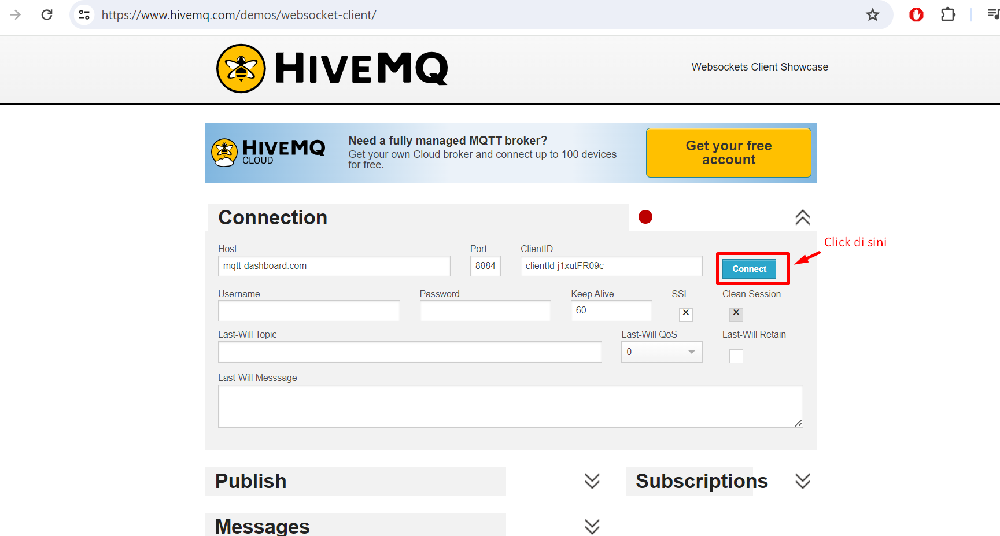 https://www.hivemq.com/demos/websocket-client/
HIVEMQ
Websockets Client Showcase
HIVEMQ
CLOUD
Need a fully managed MQTT broker?
Get your own Cloud broker and connect up to 100 devices
for free.
Get your free
account
Connection
Click di sini
Host
Port
ClientID
mqtt-dashboard.com
8884
clientId-j1xutFR09c
Connect
Username
Password
Keep Alive
SSL
Clean Session
60
Last-Will Topic
Last-Will QoS
Last-Will Retain
0
Last-Will Messsage
Publish
Subscriptions
Messages